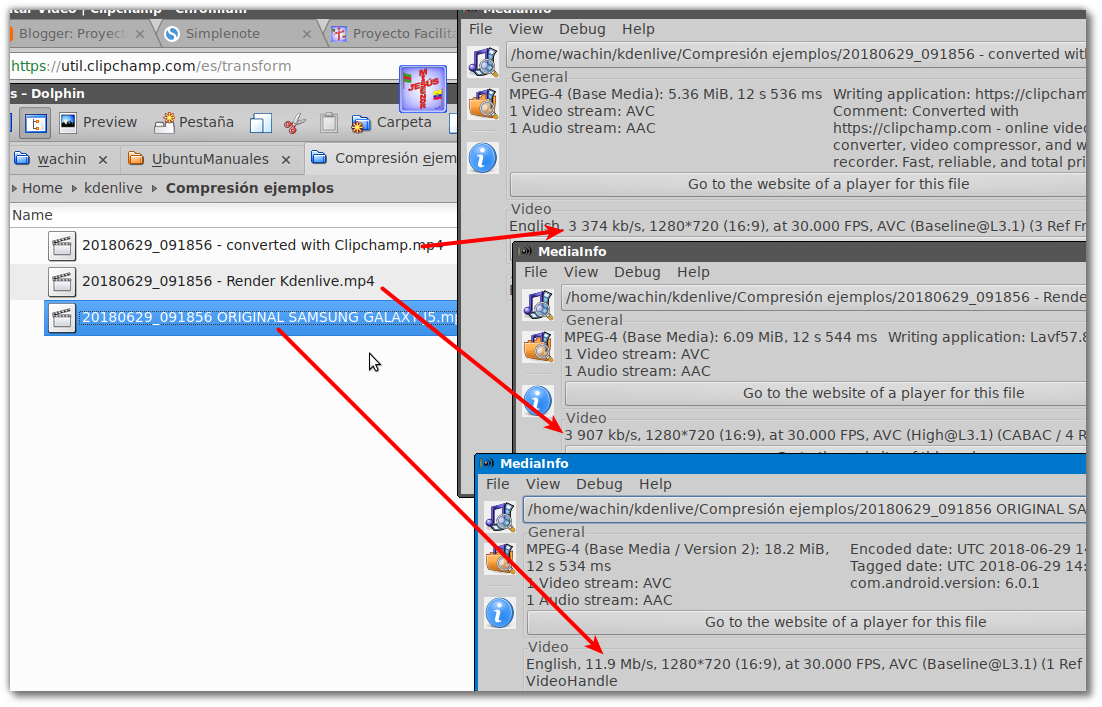 ital Video | Clipchamp - Chromium
Blogger: Proyect
Simplenote
Proyecto Facilita
https://util.clipchamp.com/es/transform
s – Dolphin
JESÚS
Preview
Pestaña
Carpeta
wachin
UbuntuManuales
Compresión ejem
Home
kdenlive
Compresión ejemplos
Name
20180629_091856 - converted with Clipchamp.mp4
20180629_091856 - Render Kdenlive.mp4
20180629_091856 ORIGINAL SAMSUNG GALAXY J5.mp
MediaInfo
File View Debug Help
/home/wachin/kdenlive/Compresión ejemplos/20180629_091856 - converted with
General
MPEG-4 (Base Media): 5.36 MiB, 12 s 536 ms
1 Video stream: AVC
1 Audio stream: AAC
Writing application: https://clipcham
Comment: Converted with
https://clipchamp.com - online video
converter, video compressor, and w
recorder. Fast, reliable, and total pri
Go to the website of a player for this file
Video
English, 3 374 kb/s, 1280*720 (16:9), at 30.000 FPS, AVC (Baseline@L3.1) (3 Ref Fr
MediaInfo
File View Debug Help
/home/wachin/kdenlive/Compresión ejemplos/20180629_091856 - Rende
General
MPEG-4 (Base Media): 6.09 MiB, 12 s 544 ms
1 Video stream: AVC
1 Audio stream: AAC
Writing application: Lavf57.8
Go to the website of a player for this file
Video
3 907 kb/s, 1280*720 (16:9), at 30.000 FPS, AVC (High@L3.1) (CABAC / 4 R
MediaInfo
File View Debug Help
/home/wachin/kdenlive/Compresión ejemplos/20180629_091856 ORIGINAL SA
General
MPEG-4 (Base Media / Version 2): 18.2 MiB,
12 s 534 ms
1 Video stream: AVC
1 Audio stream: AAC
Encoded date: UTC 2018-06-29 14
Tagged date: UTC 2018-06-29 14:
com.android.version: 6.0.1
Go to the website of a player for this file
Video
English, 11.9 Mb/s, 1280*720 (16:9), at 30.000 FPS, AVC (Baseline@L3.1) (1 Ref
VideoHandle